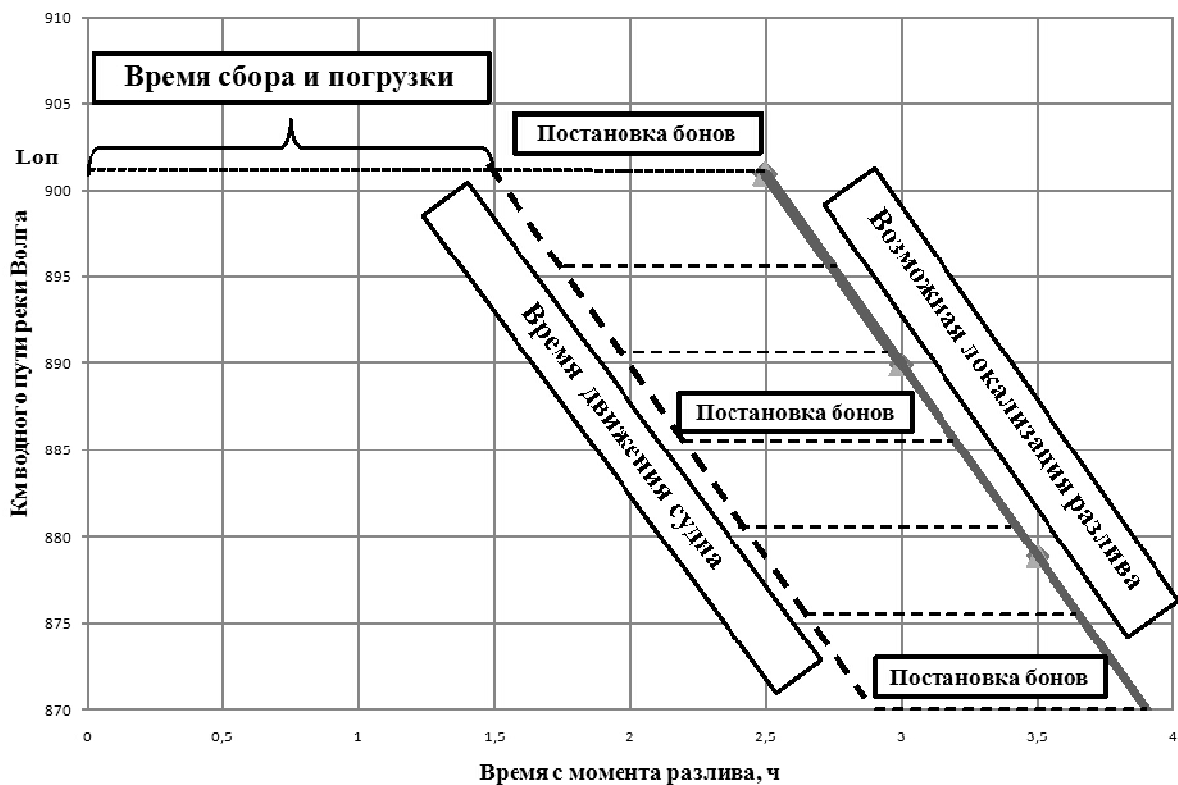 910
Время сбора и погрузки
905
Постановка бонов
Lоп
900
Возможная локализация разлива
895
Время движения судна
890
Постановка бонов
885
880
875
Постановка бонов
870
Км водного пути реки Волга
0 0,5 1 1,5 2 2,5 3 3,5 4
Время с момента разлива, ч